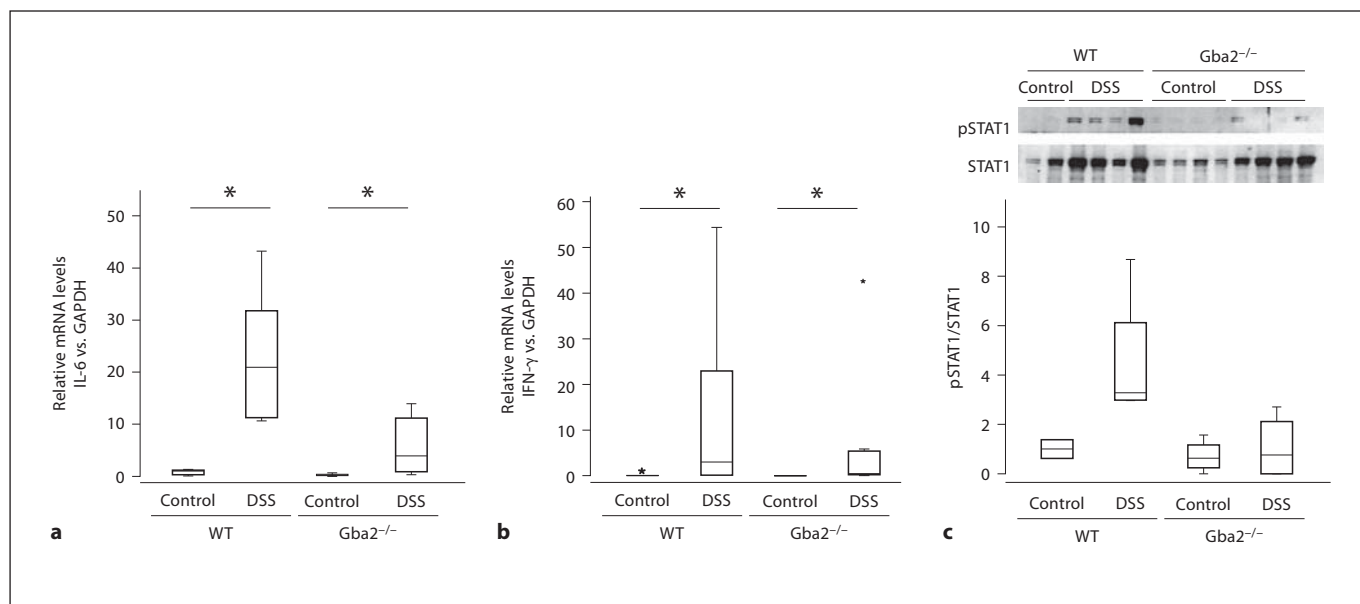 *
*
50
40
30
20
10
0
Relative mRNA levels
IL-6 vs. GAPDH
Control
DSS
Control
DSS
WT
Gba2–/–
a
*
*
60
50
40
30
20
10
0
Relative mRNA levels
IFN-γ vs. GAPDH
*
*
Control
DSS
Control
DSS
WT
Gba2–/–
b
WT
Gba2–/–
Control
DSS
Control
DSS
pSTAT1
STAT1
10
8
6
4
2
0
pSTAT1/STAT1
Control
DSS
Control
DSS
WT
Gba2–/–
c